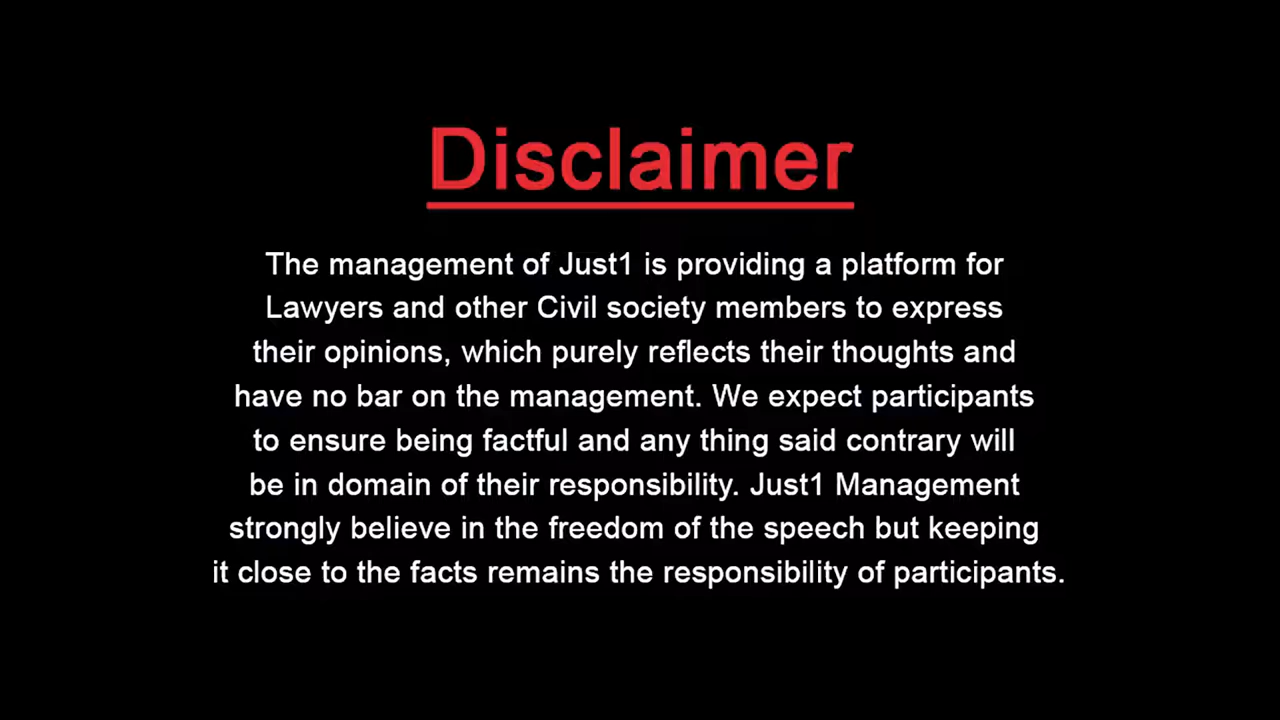 Disclaimer
The management of Just1 is providing a platform for
Lawyers and other Civil society members to express
their opinions, which purely reflects their thoughts and
have no bar on the management. We expect participants
to ensure being factful and any thing said contrary will
be in domain of their responsibility. Just1 Management
strongly believe in the freedom of the speech but keeping
it close to the facts remains the responsibility of participants.